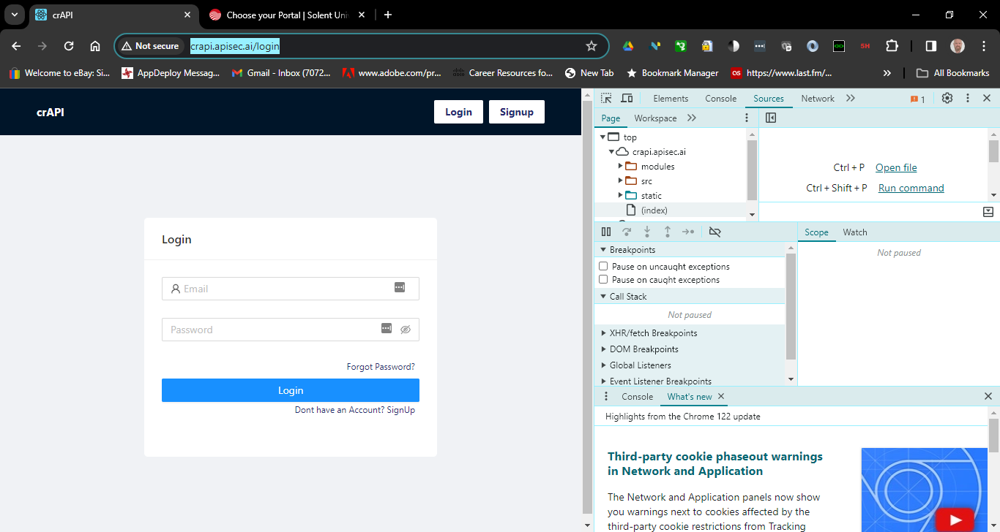 crAPI
Choose your Portal | Solent Uni
Not secure
crapi.apisec.ai/login
SH
Welcome to eBay: Si...
AppDeploy Messag...
Gmail - Inbox (7072...
www.adobe.com/pr...
Career Resources fo...
New Tab
Bookmark Manager
OS https://www.last.fm/...
All Bookmarks
crAPI
Login
Signup
Login
Email
Password
Forgot Password?
Login
Dont have an Account? SignUp
Elements
Console
Sources
Network
1
Page
Workspace
top
crapi.apisec.ai
modules
src
static
(index)
Ctrl + P Open file
Ctrl + Shift + P Run command
Breakpoints
Pause on uncaught exceptions
Pause on caught exceptions
Call Stack
Not paused
XHR/fetch Breakpoints
DOM Breakpoints
Global Listeners
Event Listener Breakpoints
Scope
Watch
Not paused
Console
What's new
Highlights from the Chrome 122 update
Third-party cookie phaseout warnings
in Network and Application
The Network and Application panels now show
you warnings next to cookies affected by the
third-party cookie restrictions from Tracking